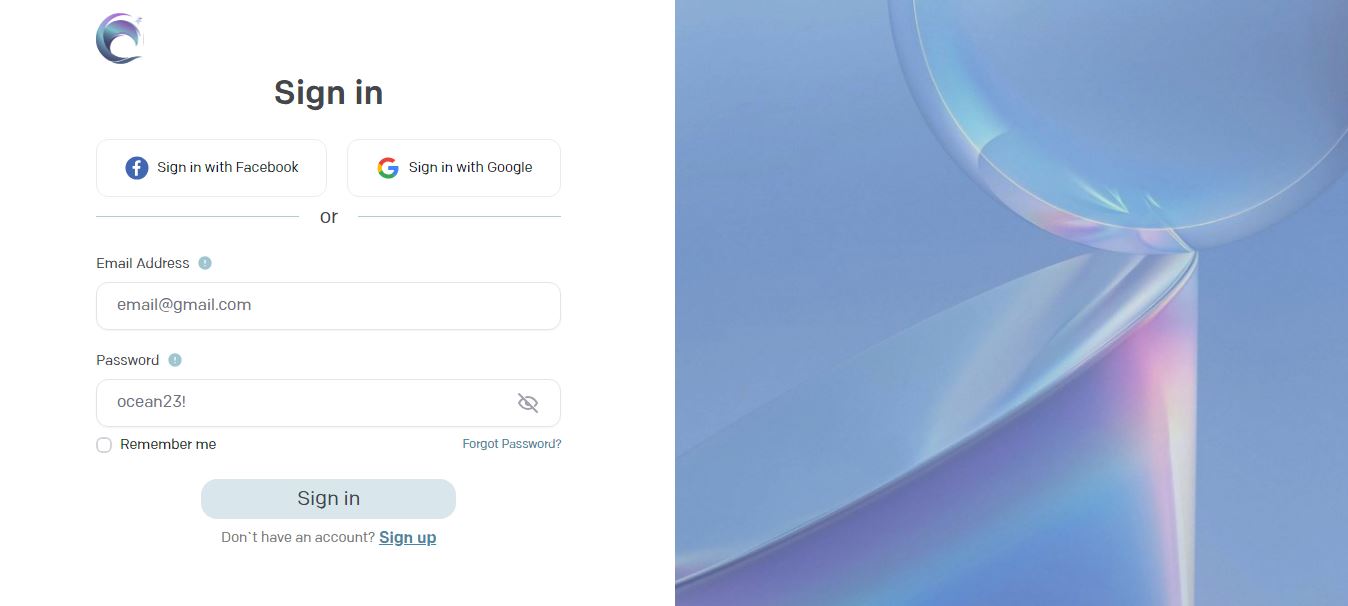 Sign in
Sign in with Facebook
Sign in with Google
or
Email Address
email@gmail.com
Password
ocean23!
Remember me
Forgot Password?
Sign in
Don`t have an account? Sign up